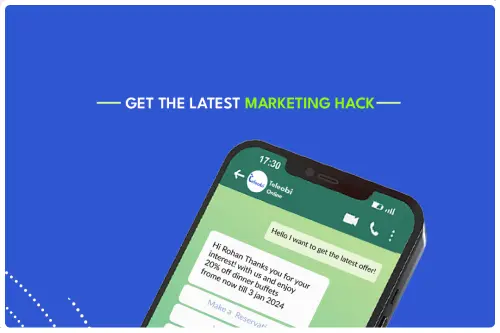 GET THE LATEST MARKETING HACK
17:30
Teleobi
Teleobi
Online
Hello I want to get the latest offer!
Hi Rohan Thanks you for your
interest! with us and enjoy
20% off dinner buffets
frome now till 3 jan 2024
Make a Reservati